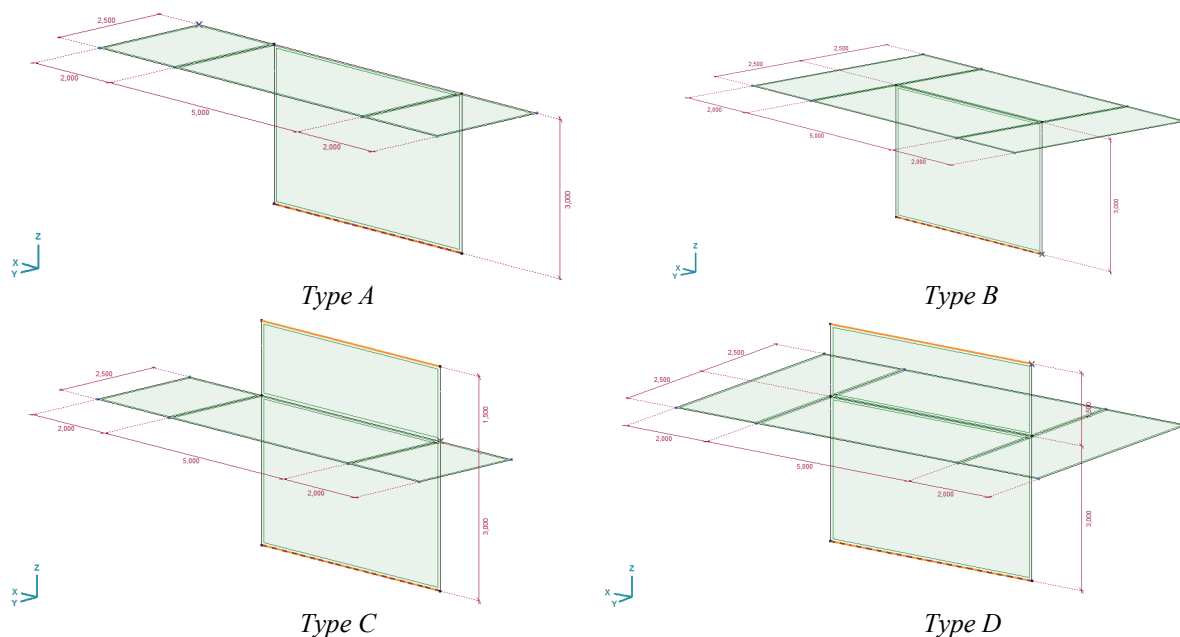 2,500
2,000
5,000
2,000
3,000
Z
X
Y
Type A
2,500
2,500
2,000
5,000
2,000
3,000
Z
X
Y
Type B
2,500
2,000
5,000
2,000
1,500
3,000
Z
X
Y
Type C
2,500
2,500
2,000
5,000
2,000
1,500
3,000
Z
X
Y
Type D